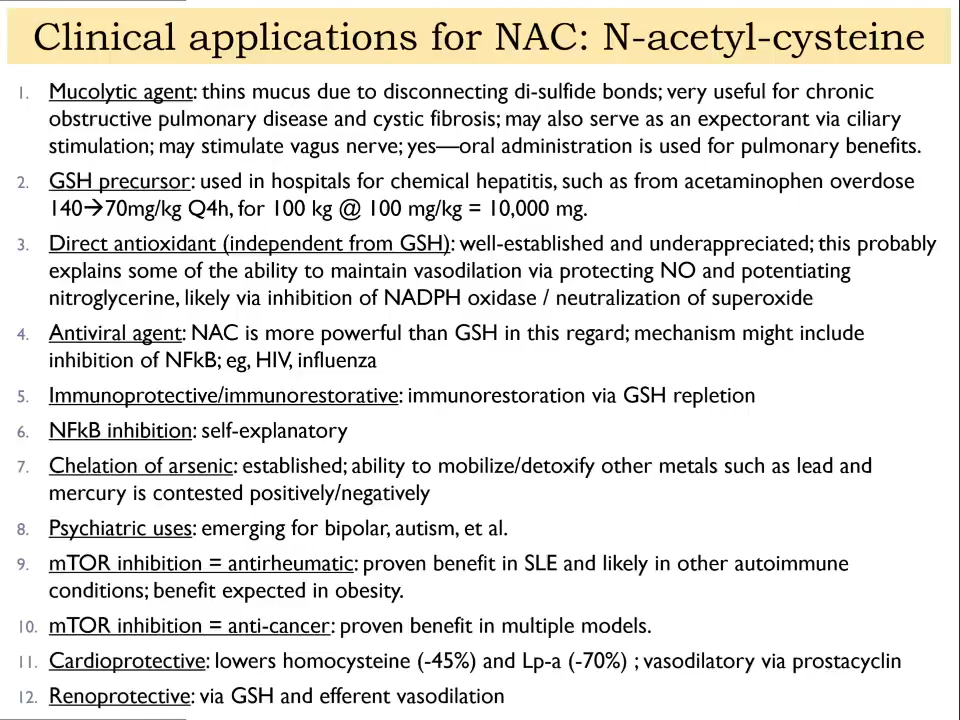 Clinical applications for NAC: N-acetyl-cysteine
1. Mucolytic agent: thins mucus due to disconnecting di-sulfide bonds; very useful for chronic
obstructive pulmonary disease and cystic fibrosis; may also serve as an expectorant via ciliary
stimulation; may stimulate vagus nerve; yes—oral administration is used for pulmonary benefits.
2. GSH precursor: used in hospitals for chemical hepatitis, such as from acetaminophen overdose
140→70mg/kg Q4h, for 100 kg @ 100 mg/kg = 10,000 mg.
3. Direct antioxidant (independent from GSH): well-established and underappreciated; this probably
explains some of the ability to maintain vasodilation via protecting NO and potentiating
nitroglycerine, likely via inhibition of NADPH oxidase / neutralization of superoxide
4. Antiviral agent: NAC is more powerful than GSH in this regard; mechanism might include
inhibition of NFkB; eg, HIV, influenza
5. Immunoprotective/immunorestorative: immunorestoration via GSH repletion
6. NFkB inhibition: self-explanatory
7. Chelation of arsenic: established; ability to mobilize/detoxify other metals such as lead and
mercury is contested positively/negatively
8. Psychiatric uses: emerging for bipolar, autism, et al.
9. mTOR inhibition = antirheumatic: proven benefit in SLE and likely in other autoimmune
conditions; benefit expected in obesity.
10. mTOR inhibition = anti-cancer: proven benefit in multiple models.
11. Cardioprotective: lowers homocysteine (-45%) and Lp-a (-70%) ; vasodilatory via prostacyclin
12. Renoprotective: via GSH and efferent vasodilation